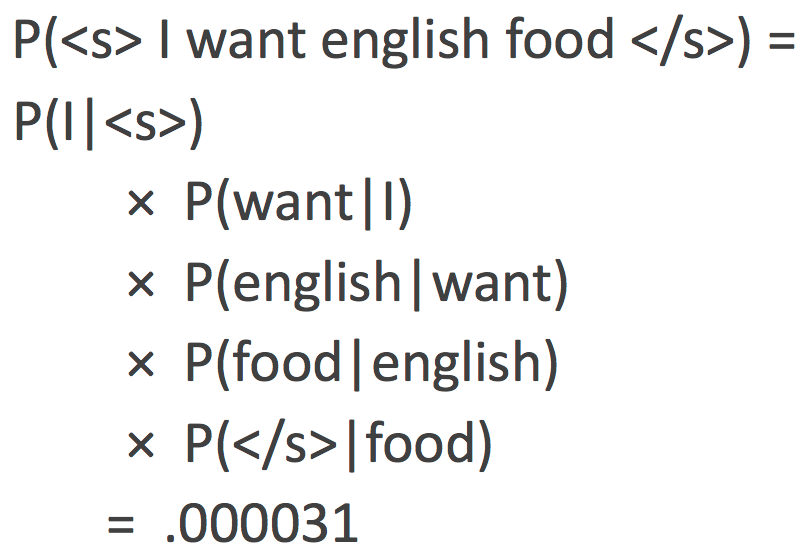 P(<s> I want english food </s>) =
P(I|<s>)
× P(want|I)
× P(english|want)
× P(food|english)
× P(</s>|food)
= .000031